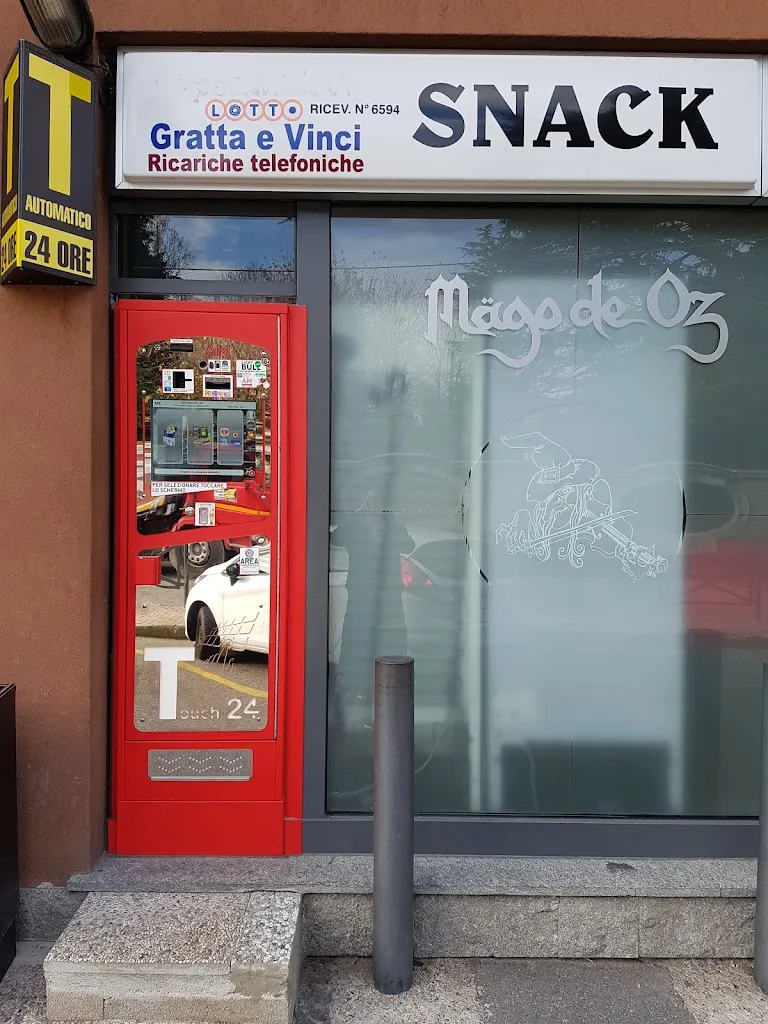 T
AUTOMATICO
24 ORE
LOTTO RICEV. N° 6594
Gratta e Vinci
Ricariche telefoniche
SNACK
Mägo de Oz
PER SELEZIONARE TOCCARE
LO SCHERMO
AREA
Touch 24